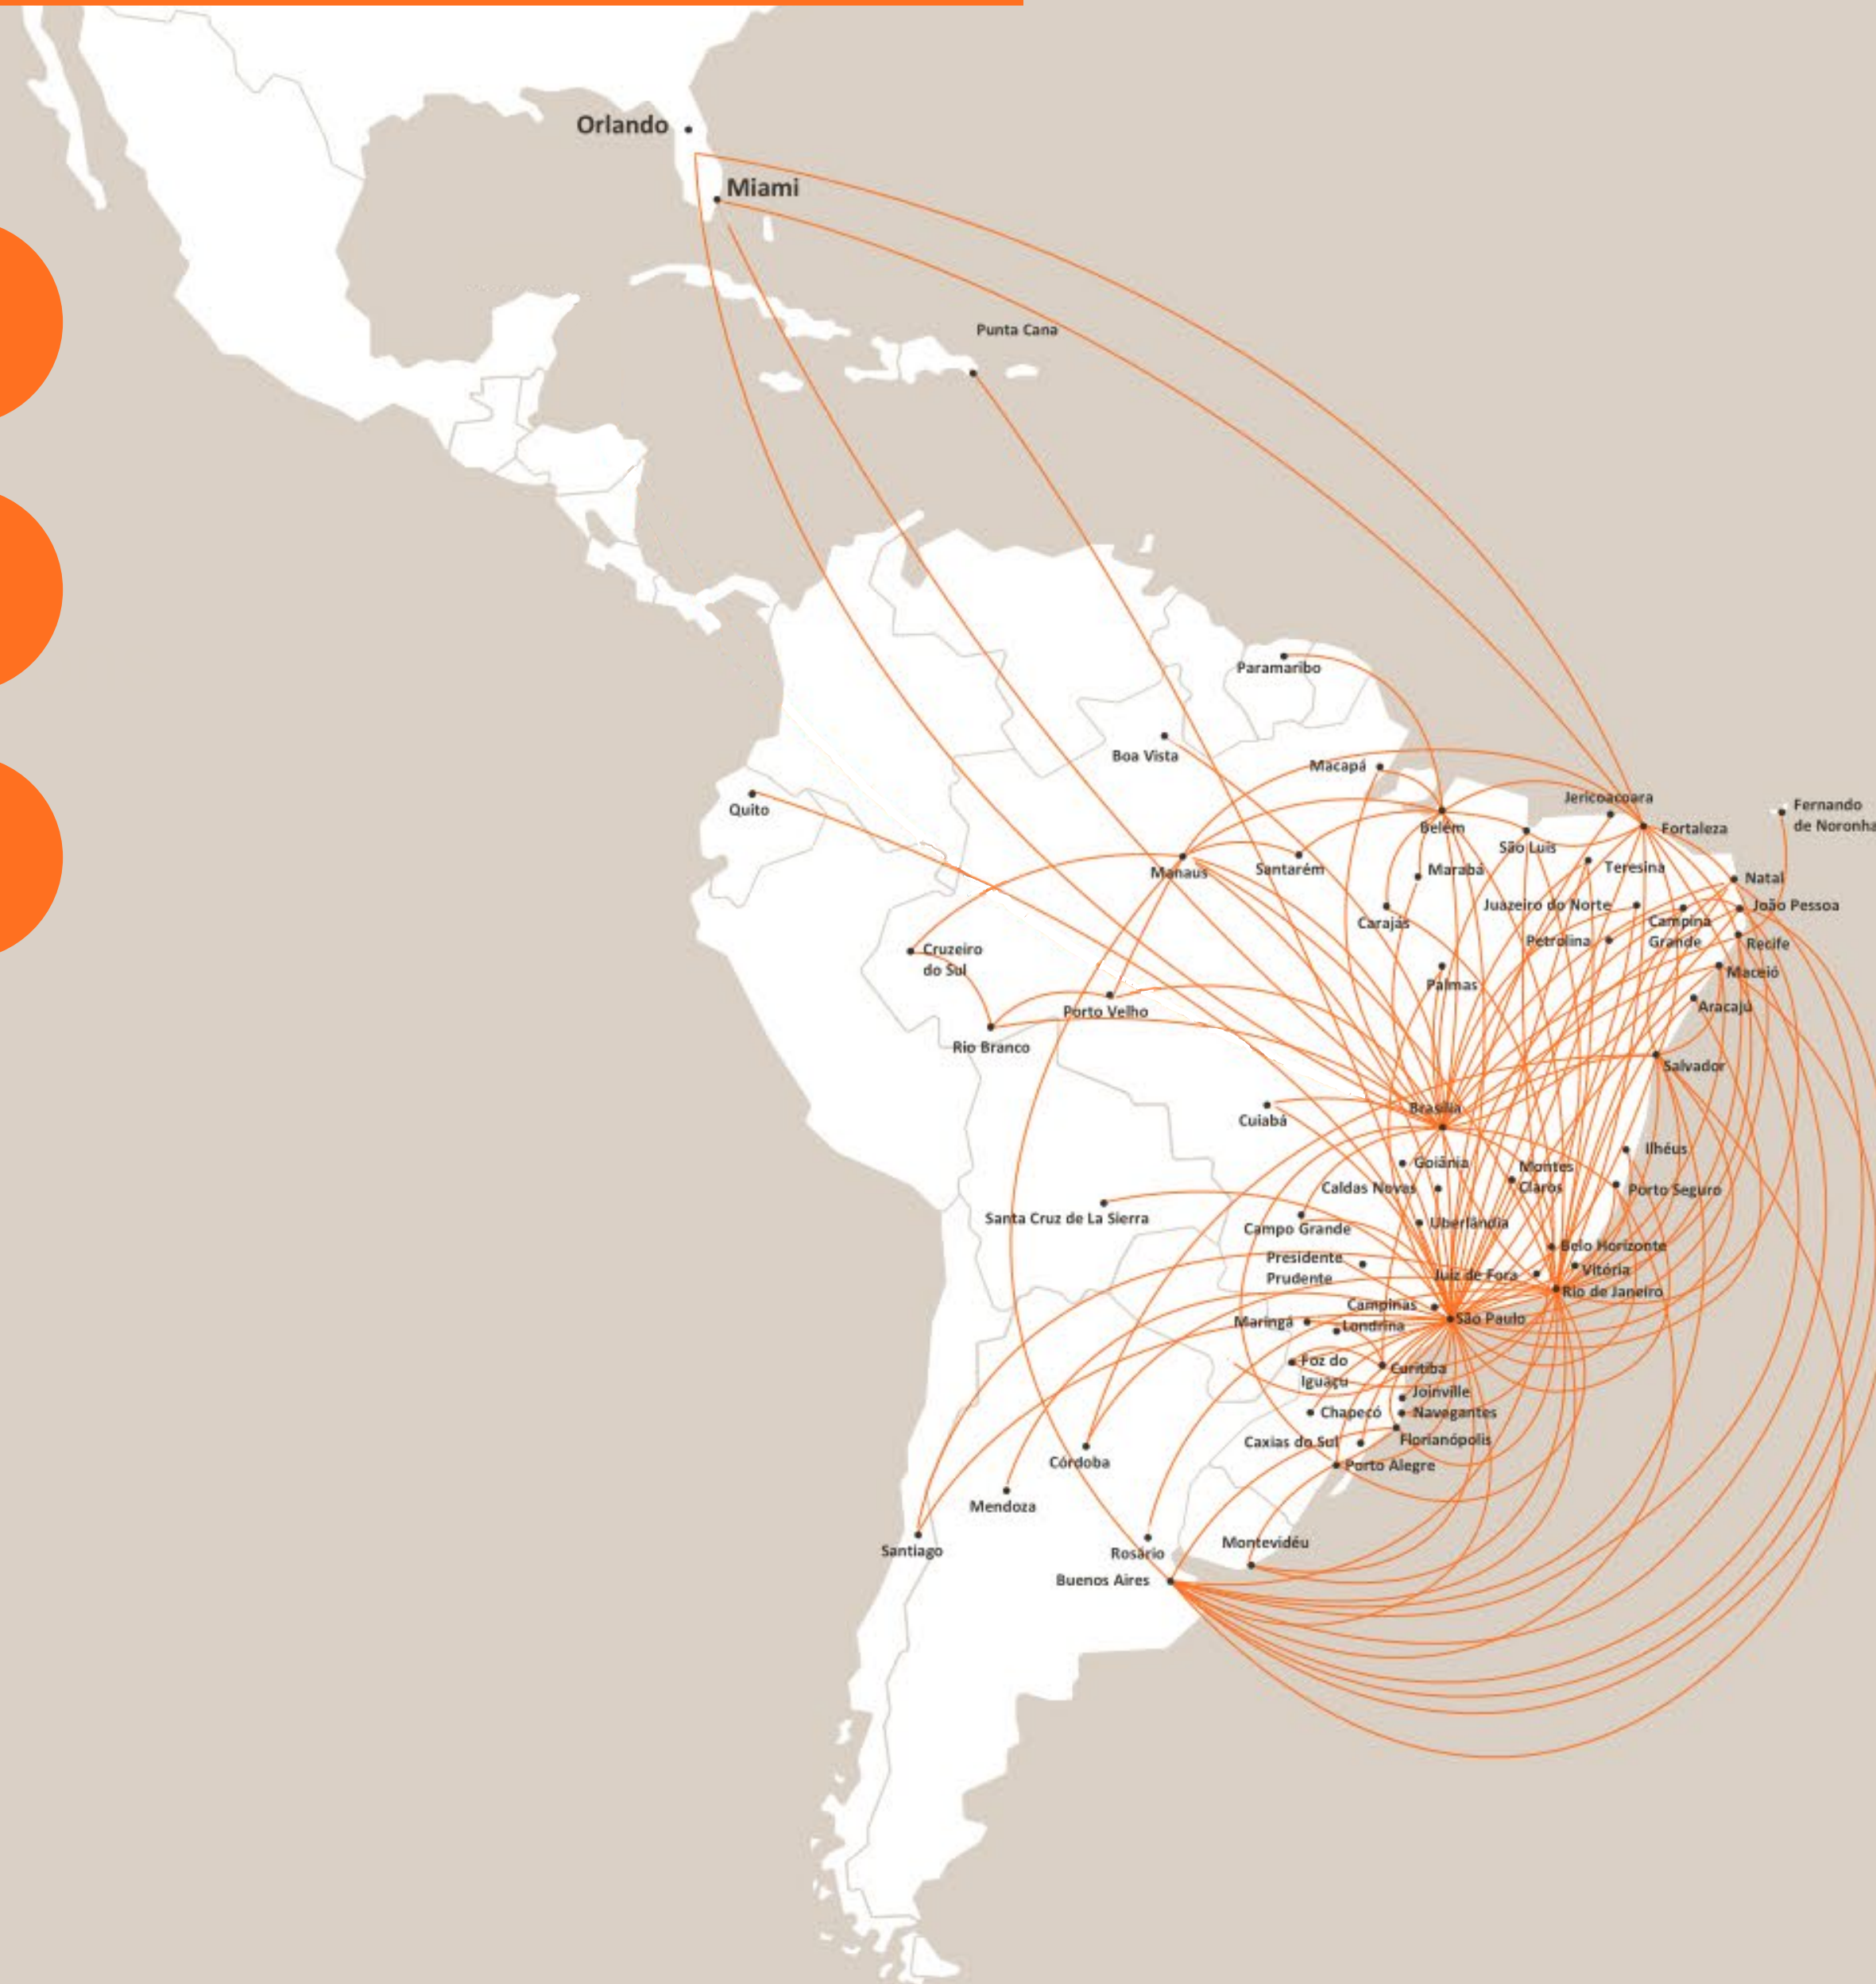 Orlando
Miami
Punta Cana
Paramaribo
Boa Vista
Macapá
Quito
Jericoacoara
Fernando
de Noronha
Belém
Fortaleza
São Luis
Manaus
Santarém
Marabá
Teresina
Natal
Juazeiro do Norte
João Pessoa
Carajás
Campina
Grande
Petrolina
Recife
Cruzeiro
do Sul
Maceió
Palmas
Aracajú
Porto Velho
Rio Branco
Salvador
Brasília
Cuiabá
Ilhéus
Goiânia
Montes
Claros
Caldas Novas
Porto Seguro
Santa Cruz de La Sierra
Campo Grande
Uberlândia
Belo Horizonte
Presidente
Prudente
Juiz de Fora
Vitória
Rio de Janeiro
Campinas
São Paulo
Maringá
Londrina
Foz do
Iguaçu
Curitiba
Joinville
Chapecó
Navegantes
Caxias do Sul
Florianópolis
Córdoba
Porto Alegre
Mendoza
Santiago
Rosário
Montevidéu
Buenos Aires